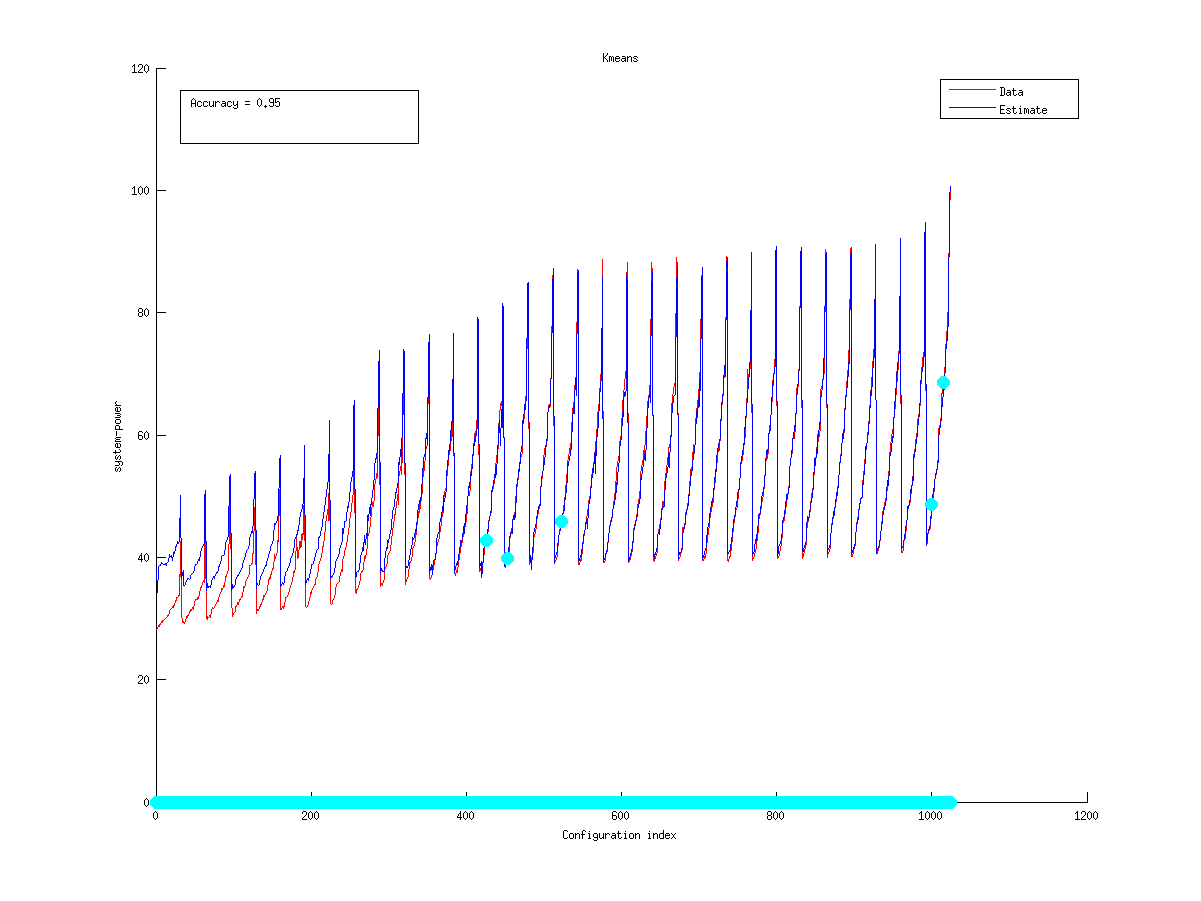 Kmeans
120
Accuracy = 0.95
Data
Estimate
100
80
60
40
20
0
system-power
0 200 400 600 800 1000 1200
Configuration index